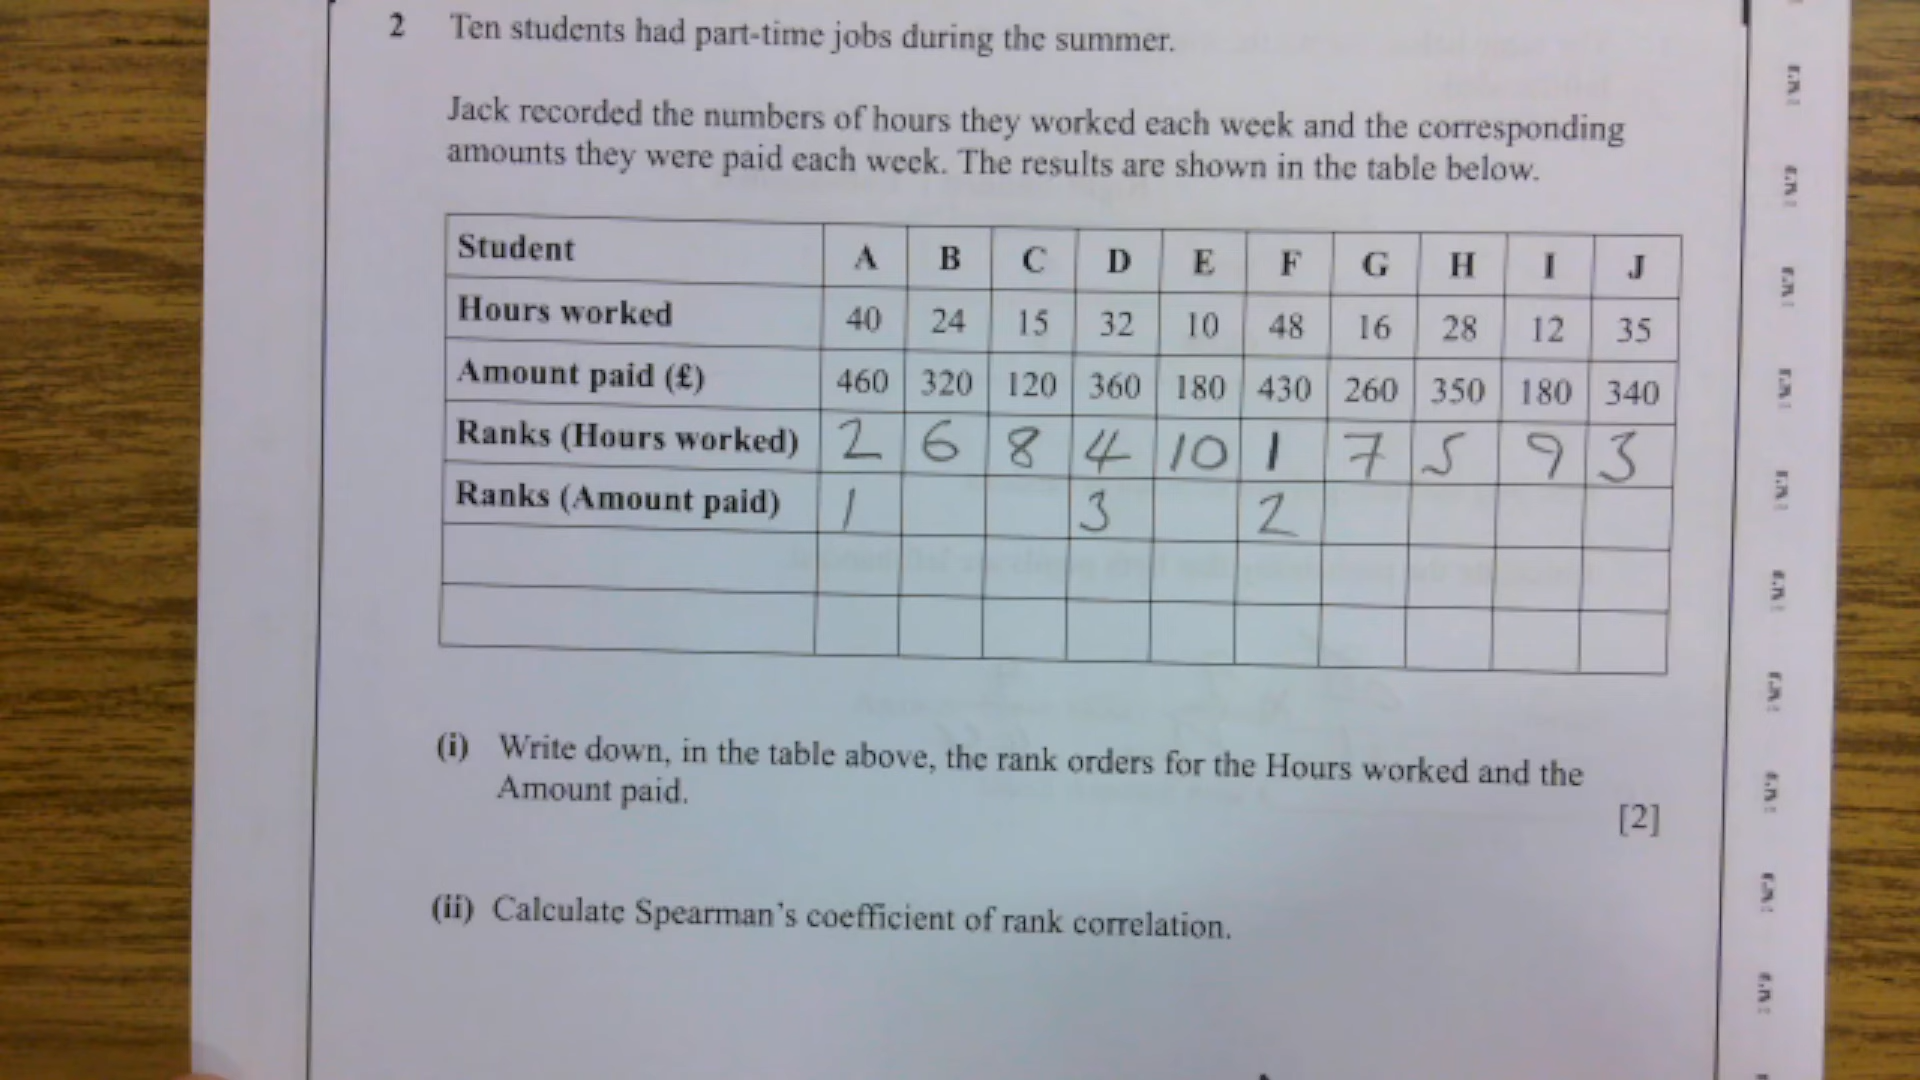 2 Ten students had part-time jobs during the summer.
Jack recorded the numbers of hours they worked each week and the corresponding
amounts they were paid each week. The results are shown in the table below.
Student A B C D E F G H I J
Hours worked 40 24 15 32 10 48 16 28 12 35
Amount paid (£) 460 320 120 360 180 430 260 350 180 340
Ranks (Hours worked) 2 6 8 4 10 1 7 5 9 3
Ranks (Amount paid) 1 3 2
(i) Write down, in the table above, the rank orders for the Hours worked and the
Amount paid.
[2]
(ii) Calculate Spearman's coefficient of rank correlation.